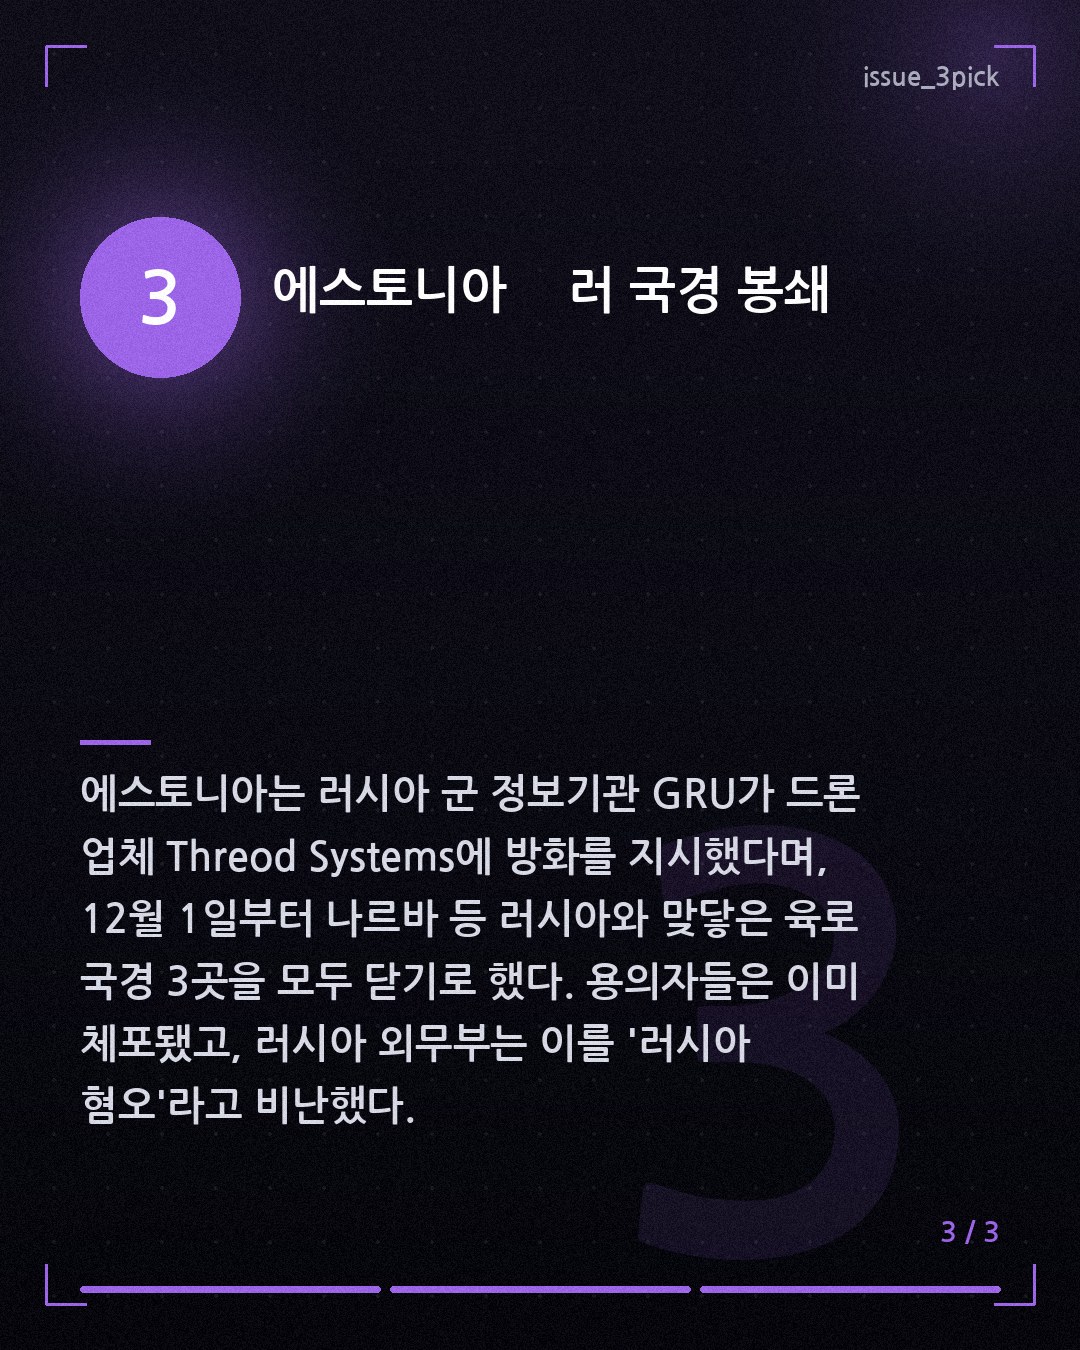 issue_3pick
3
에스토니아 러 국경 봉쇄
에스토니아는 러시아 군 정보기관 GRU가 드론
업체 Threod Systems에 방화를 지시했다며,
12월 1일부터 나르바 등 러시아와 맞닿은 육로
국경 3곳을 모두 닫기로 했다. 용의자들은 이미
체포됐고, 러시아 외무부는 이를 '러시아
혐오'라고 비난했다.
3
3 / 3